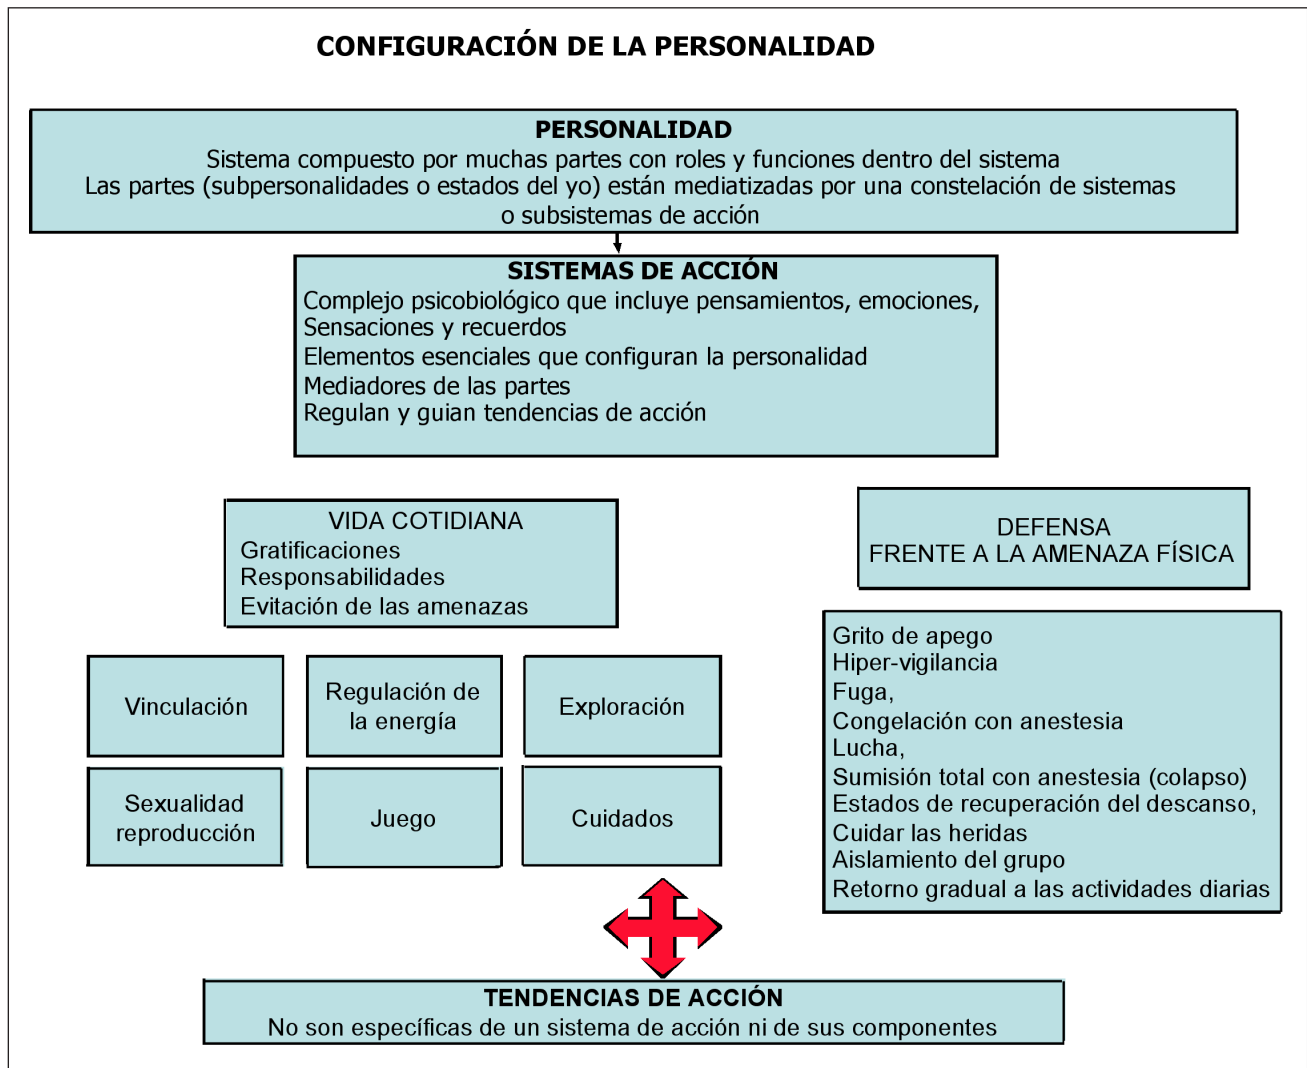 CONFIGURACIÓN DE LA PERSONALIDAD
PERSONALIDAD
Sistema compuesto por muchas partes con roles y funciones dentro del sistema
Las partes (subpersonalidades o estados del yo) están mediatizadas por una constelación de sistemas
o subsistemas de acción
SISTEMAS DE ACCIÓN
Complejo psicobiológico que incluye pensamientos, emociones,
Sensaciones y recuerdos
Elementos esenciales que configuran la personalidad
Mediadores de las partes
Regulan y guian tendencias de acción
VIDA COTIDIANA
Gratificaciones
Responsabilidades
Evitación de las amenazas
Vinculación
Regulación de
la energía
Exploración
Sexualidad
reproducción
Juego
Cuidados
DEFENSA
FRENTE A LA AMENAZA FÍSICA
Grito de apego
Hiper-vigilancia
Fuga,
Congelación con anestesia
Lucha,
Sumisión total con anestesia (colapso)
Estados de recuperación del descanso,
Cuidar las heridas
Aislamiento del grupo
Retorno gradual a las actividades diarias
TENDENCIAS DE ACCIÓN
No son específicas de un sistema de acción ni de sus componentes